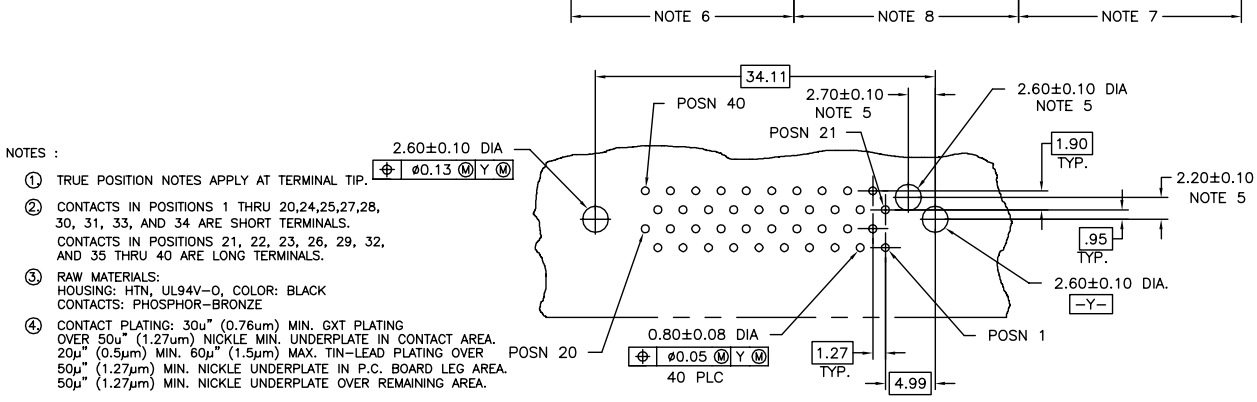 NOTE 6
NOTE 8
NOTE 7
34.11
POSN 40
2.70±0.10
NOTE 5
2.60±0.10 DIA
NOTE 5
POSN 21
2.60±0.10 DIA
⌖ ø0.13 Ⓜ Y Ⓜ
1.90
TYP.
2.20±0.10
NOTE 5
.95
TYP.
2.60±0.10 DIA.
-Y-
POSN 1
POSN 20
0.80±0.08 DIA
⌖ ø0.05 Ⓜ Y Ⓜ
40 PLC
1.27
TYP.
4.99
NOTES :
1. TRUE POSITION NOTES APPLY AT TERMINAL TIP.
2. CONTACTS IN POSITIONS 1 THRU 20,24,25,27,28,
30, 31, 33, AND 34 ARE SHORT TERMINALS.
CONTACTS IN POSITIONS 21, 22, 23, 26, 29, 32,
AND 35 THRU 40 ARE LONG TERMINALS.
3. RAW MATERIALS:
HOUSING: HTN, UL94V-0, COLOR: BLACK
CONTACTS: PHOSPHOR-BRONZE
4. CONTACT PLATING: 30u" (0.76um) MIN. GXT PLATING
OVER 50u" (1.27um) NICKLE MIN. UNDERPLATE IN CONTACT AREA.
20µ" (0.5µm) MIN. 60µ" (1.5µm) MAX. TIN-LEAD PLATING OVER
50µ" (1.27µm) MIN. NICKLE UNDERPLATE IN P.C. BOARD LEG AREA.
50µ" (1.27µm) MIN. NICKLE UNDERPLATE OVER REMAINING AREA.